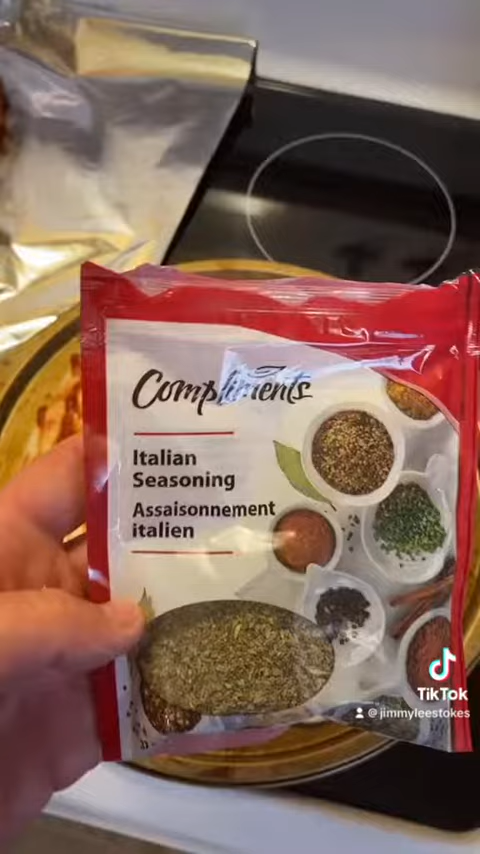 Compliments
Italian
Seasoning
Assaisonnement
italien
TikTok
@jimmyleestokes